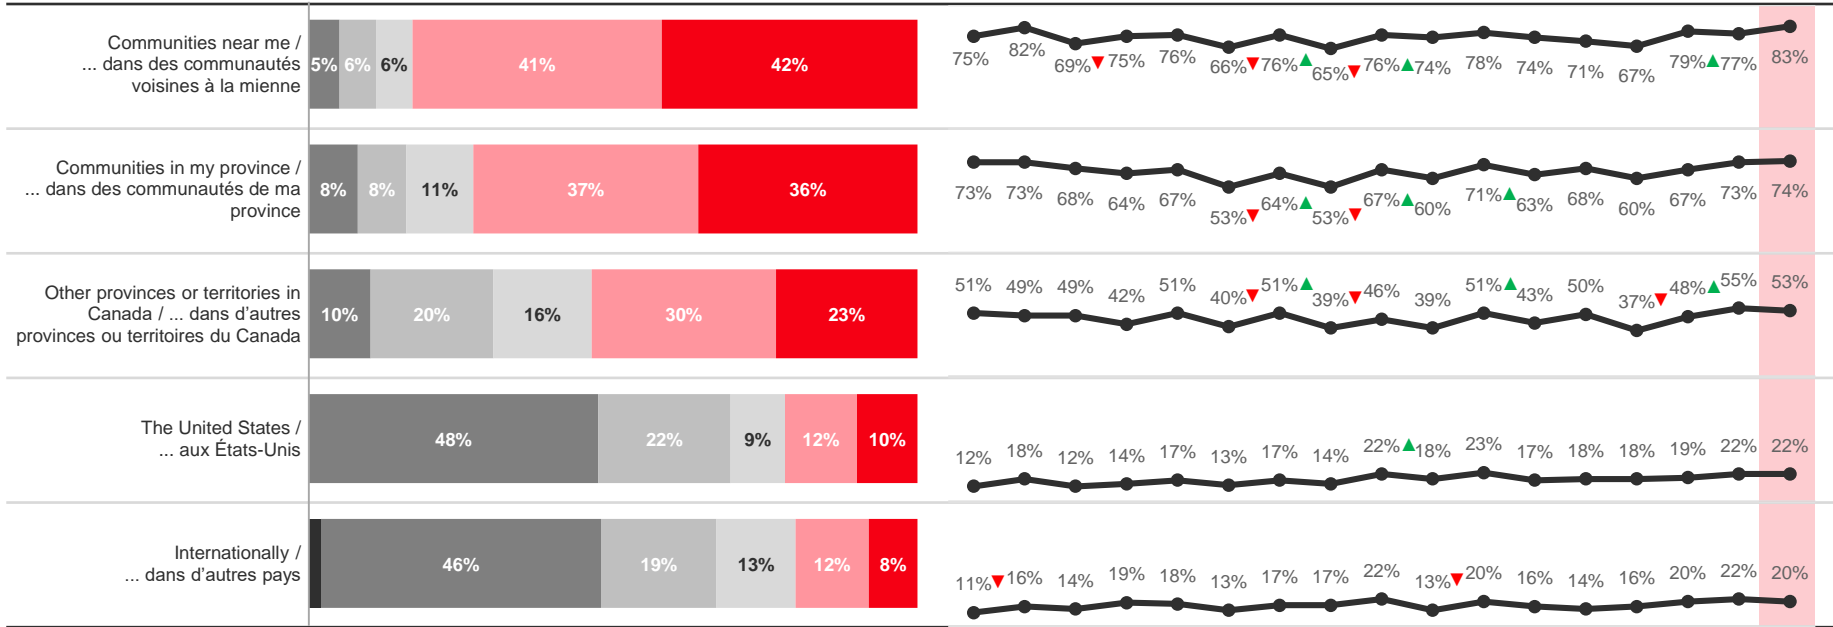 Communities near me /
... dans des communautés
voisines à la mienne
5% 6% 6% 41% 42%
75% 82% 69% 75% 76% 66% 76% 65% 76% 74% 78% 74% 71% 67% 79% 77% 83%
Communities in my province /
... dans des communautés de ma
province
8% 8% 11% 37% 36%
73% 73% 68% 64% 67% 53% 64% 53% 67% 60% 71% 63% 68% 60% 67% 73% 74%
Other provinces or territories in
Canada / ... dans d'autres
provinces ou territoires du Canada
10% 20% 16% 30% 23%
51% 49% 49% 42% 51% 40% 51% 39% 46% 39% 51% 43% 50% 37% 48% 55% 53%
The United States /
... aux États-Unis
48% 22% 9% 12% 10%
12% 18% 12% 14% 17% 13% 17% 14% 22% 18% 23% 17% 18% 18% 19% 22% 22%
Internationally /
... dans d'autres pays
46% 19% 13% 12% 8%
11% 16% 14% 19% 18% 13% 17% 17% 22% 13% 20% 16% 14% 16% 20% 22% 20%